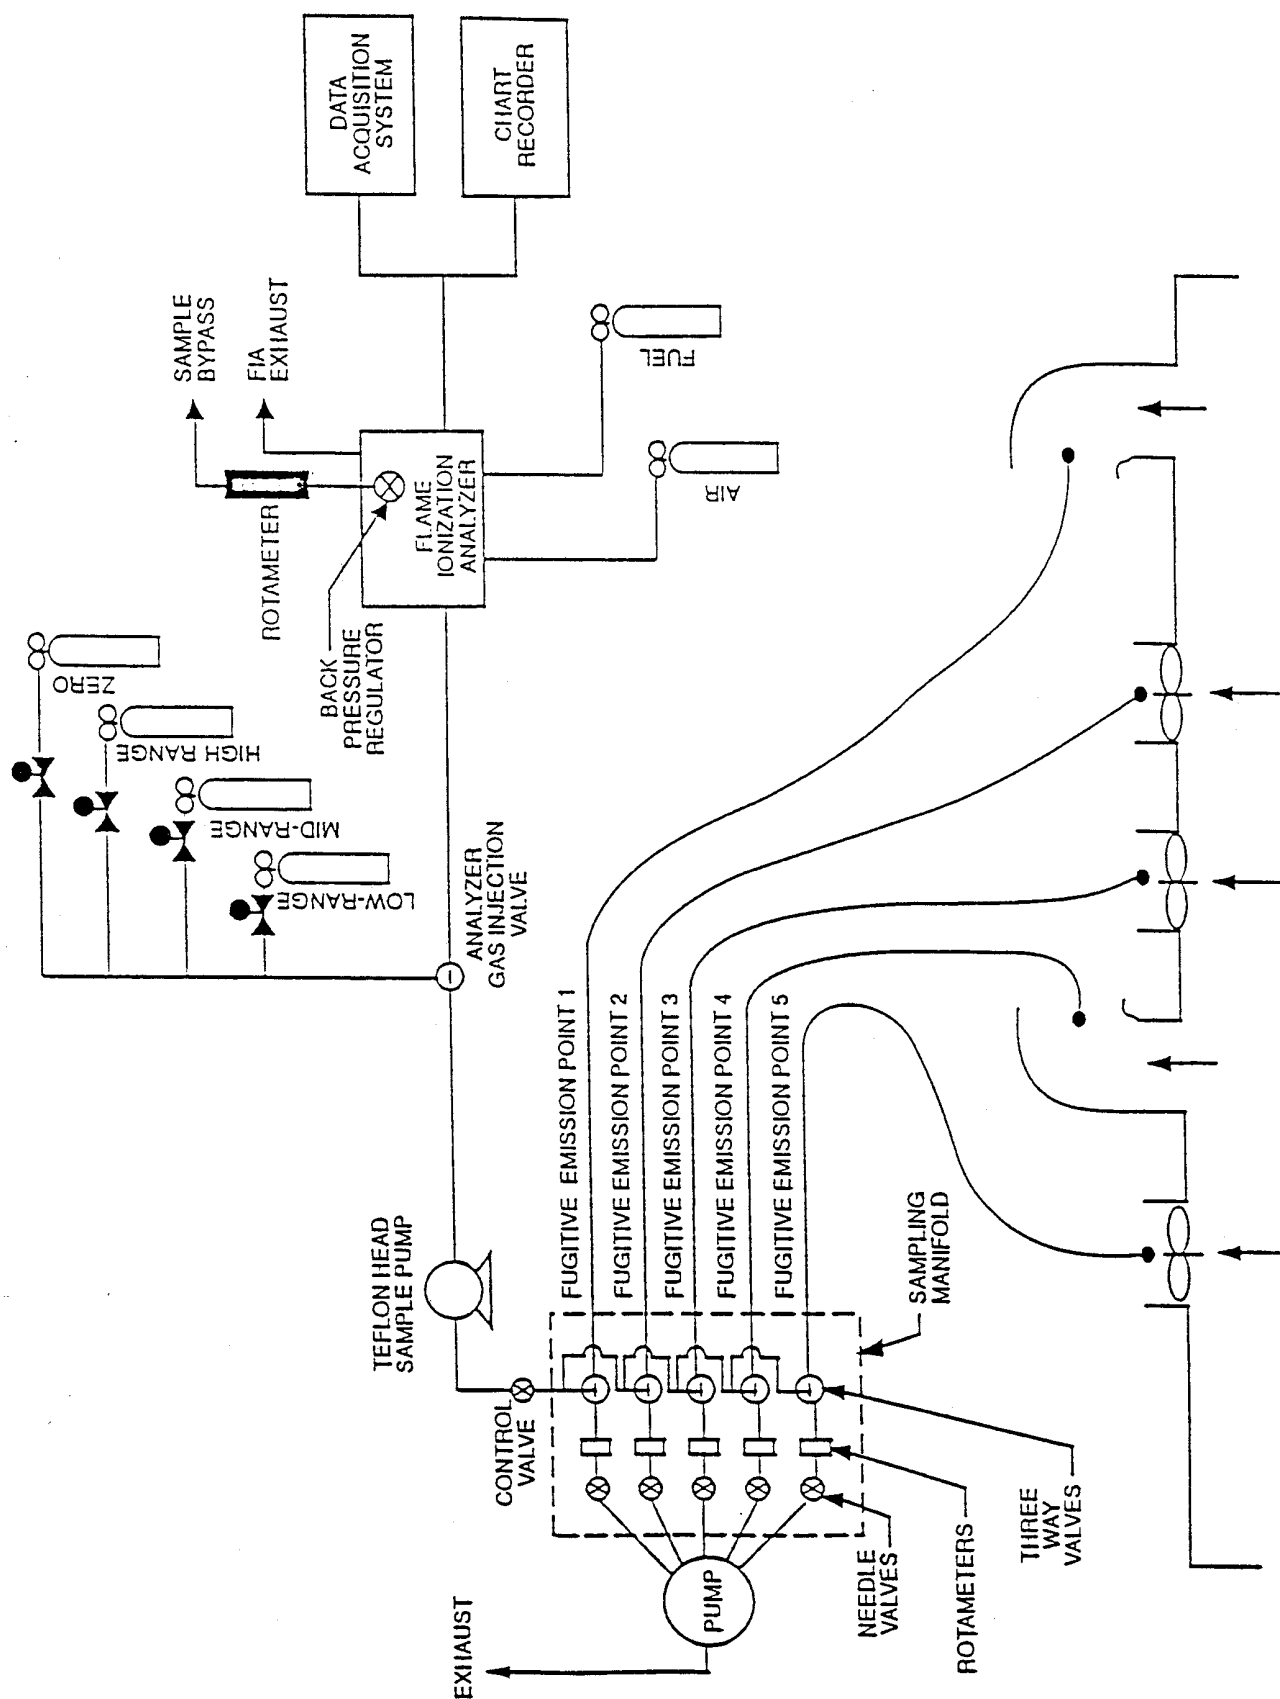 EXHAUST
PUMP
NEEDLE
VALVES
ROTAMETERS
THREE
WAY
VALVES
CONTROL
VALVE
TEFLON HEAD
SAMPLE PUMP
SAMPLING
MANIFOLD
FUGITIVE EMISSION POINT 1
FUGITIVE EMISSION POINT 2
FUGITIVE EMISSION POINT 3
FUGITIVE EMISSION POINT 4
FUGITIVE EMISSION POINT 5
ANALYZER
GAS INJECTION
VALVE
LOW-RANGE
MID-RANGE
HIGH RANGE
ZERO
BACK
PRESSURE
REGULATOR
ROTAMETER
FLAME
IONIZATION
ANALYZER
SAMPLE
BYPASS
FIA
EXHAUST
AIR
FUEL
DATA
ACQUISITION
SYSTEM
CHART
RECORDER